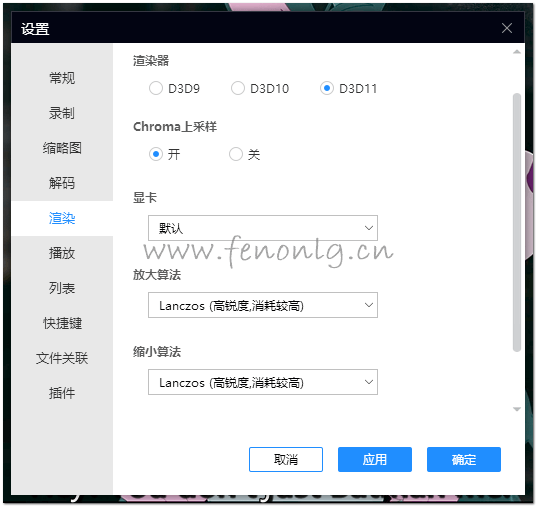 设置
常规
录制
缩略图
解码
渲染
播放
列表
快捷键
文件关联
插件
渲染器
D3D9 D3D10 D3D11
Chroma上采样
开 关
显卡
默认
www.fenonlg.cn
放大算法
Lanczos (高锐度,消耗较高)
缩小算法
Lanczos (高锐度,消耗较高)
取消 应用 确定